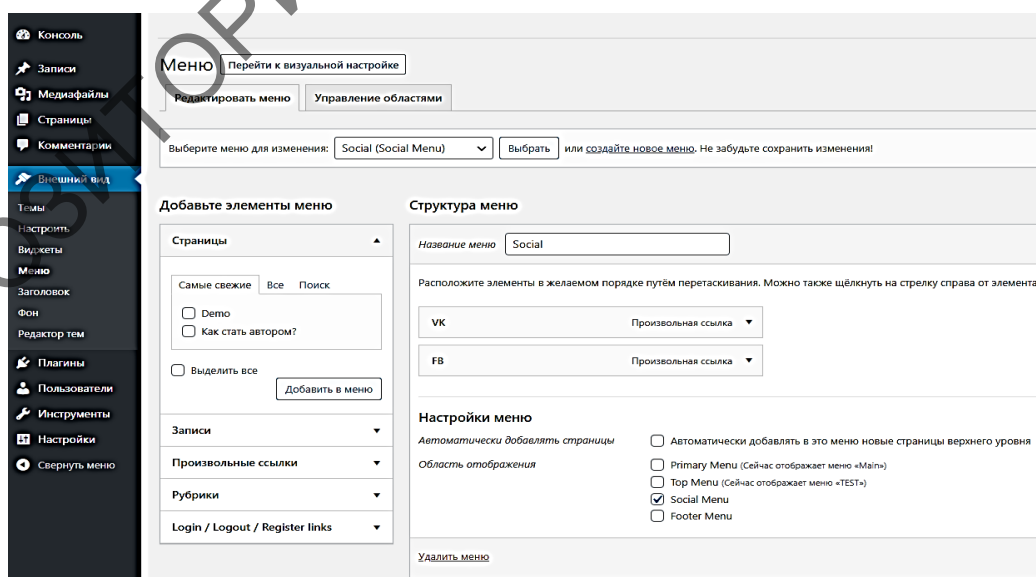 Консоль
Записи
Медиафайлы
Страницы
Комментарии
Внешний вид
Темы
Настроить
Виджеты
Меню
Заголовок
Фон
Редактор тем
Плагины
Пользователи
Инструменты
Настройки
Свернуть меню
Меню Перейти к визуальной настройке
Редактировать меню Управление областями
Выберите меню для изменения: Social (Social Menu) Выбрать или создайте новое меню. Не забудьте сохранить изменения!
Добавьте элементы меню
Страницы
Самые свежие Все Поиск
Demo
Как стать автором?
Выделить все
Добавить в меню
Записи
Произвольные ссылки
Рубрики
Login / Logout / Register links
Структура меню
Название меню Social
Расположите элементы в желаемом порядке путём перетаскивания. Можно также щёлкнуть на стрелку справа от элемента
VK Произвольная ссылка
FB Произвольная ссылка
Настройки меню
Автоматически добавлять страницы Автоматически добавлять в это меню новые страницы верхнего уровня
Область отображения Primary Menu (Сейчас отображает меню «Main»)
Top Menu (Сейчас отображает меню «TEST»)
Social Menu
Footer Menu
Удалить меню